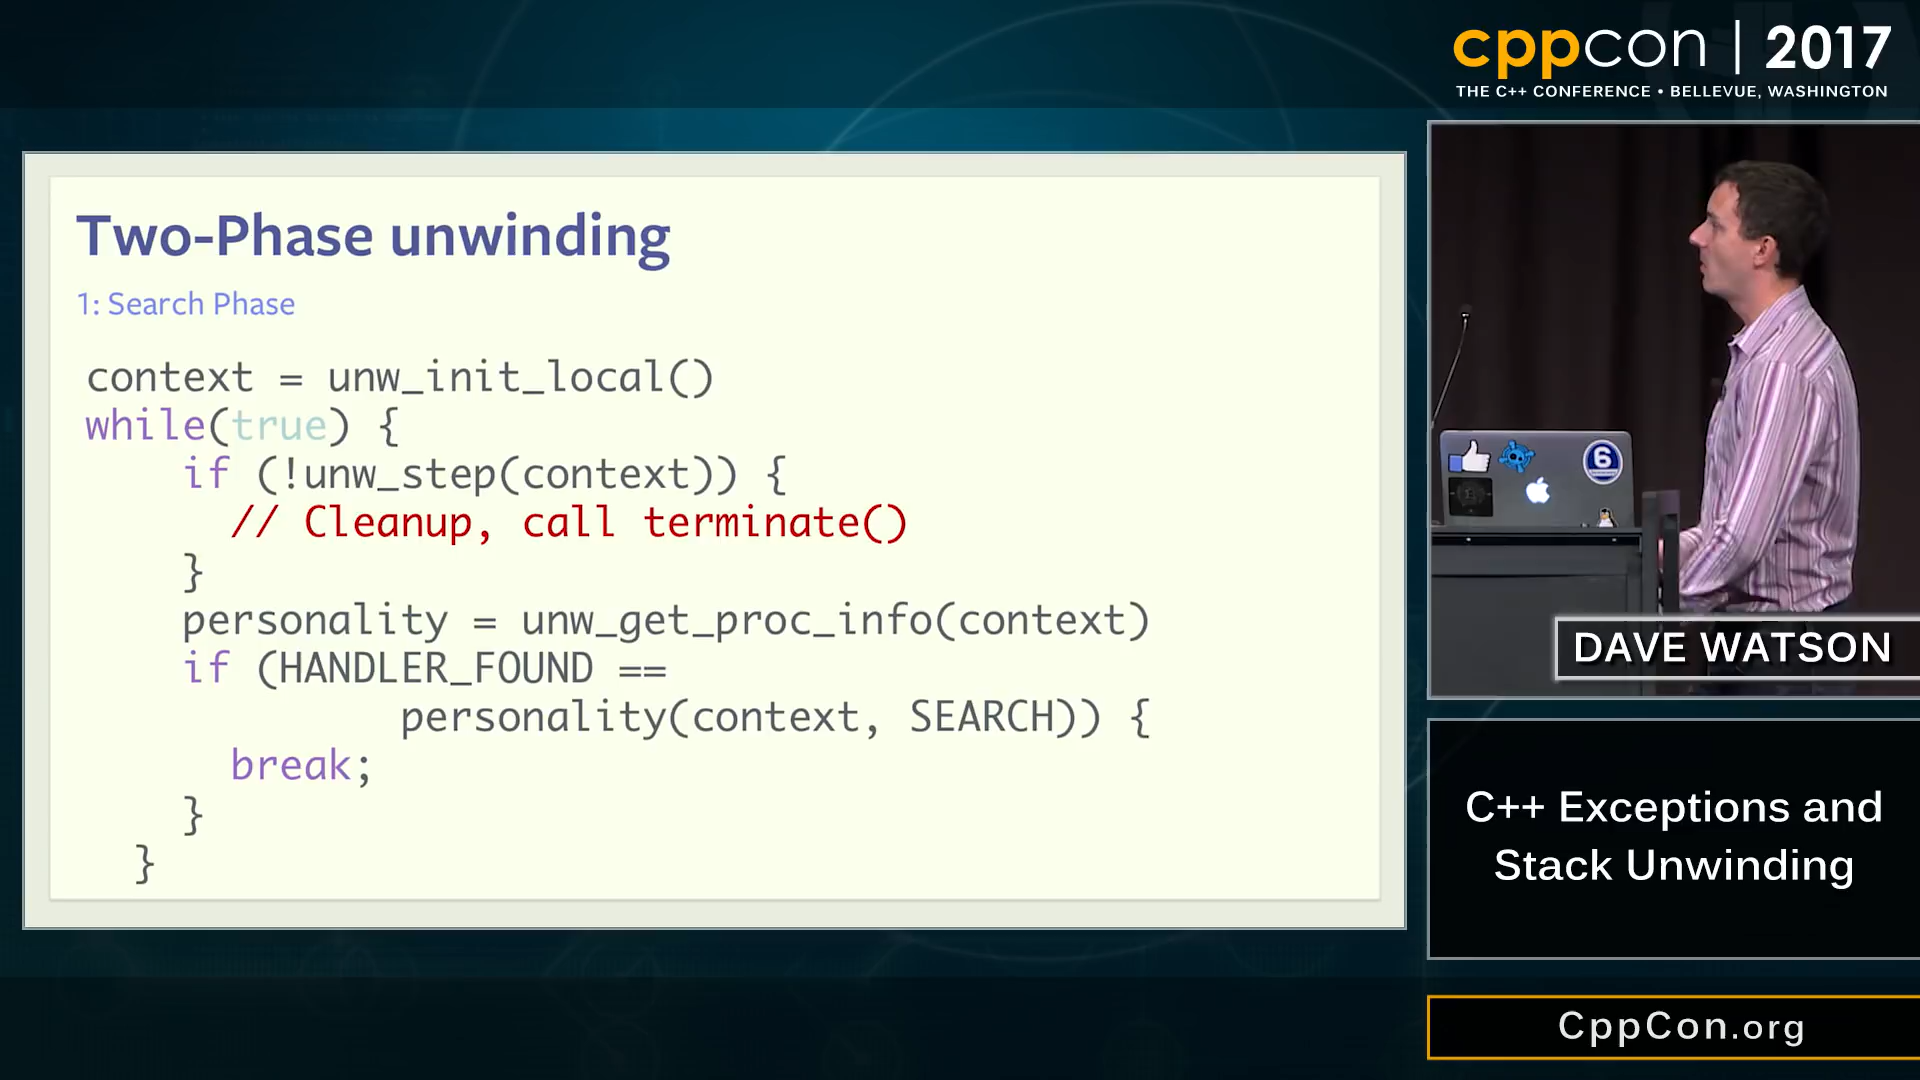 cppcon | 2017
THE C++ CONFERENCE • BELLEVUE, WASHINGTON
Two-Phase unwinding
1: Search Phase
context = unw_init_local()
while(true) {
if (!unw_step(context)) {
// Cleanup, call terminate()
}
personality = unw_get_proc_info(context)
if (HANDLER_FOUND ==
personality(context, SEARCH)) {
break;
}
}
6
DAVE WATSON
C++ Exceptions and
Stack Unwinding
CppCon.org